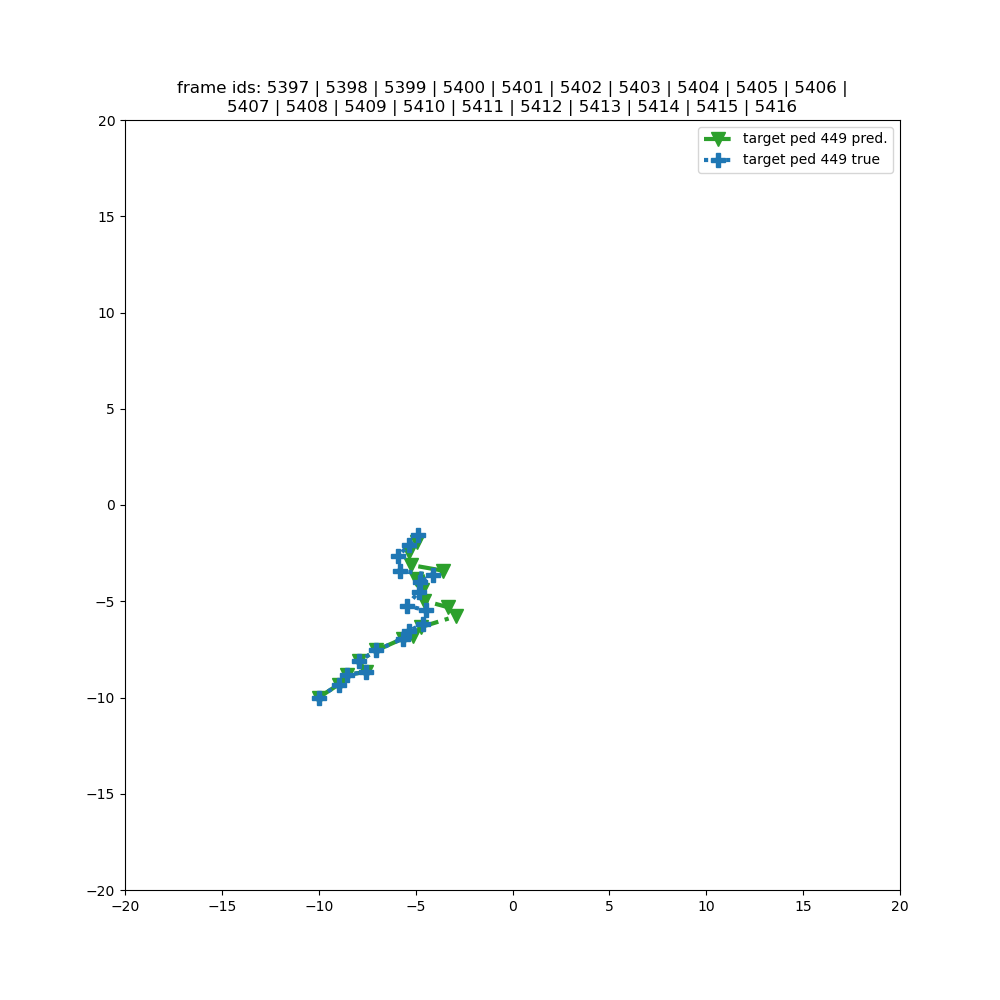 frame ids: 5397 | 5398 | 5399 | 5400 | 5401 | 5402 | 5403 | 5404 | 5405 | 5406 |
5407 | 5408 | 5409 | 5410 | 5411 | 5412 | 5413 | 5414 | 5415 | 5416
target ped 449 pred.
target ped 449 true
20
15
10
5
0
−5
−10
−15
−20
−20 −15 −10 −5 0 5 10 15 20